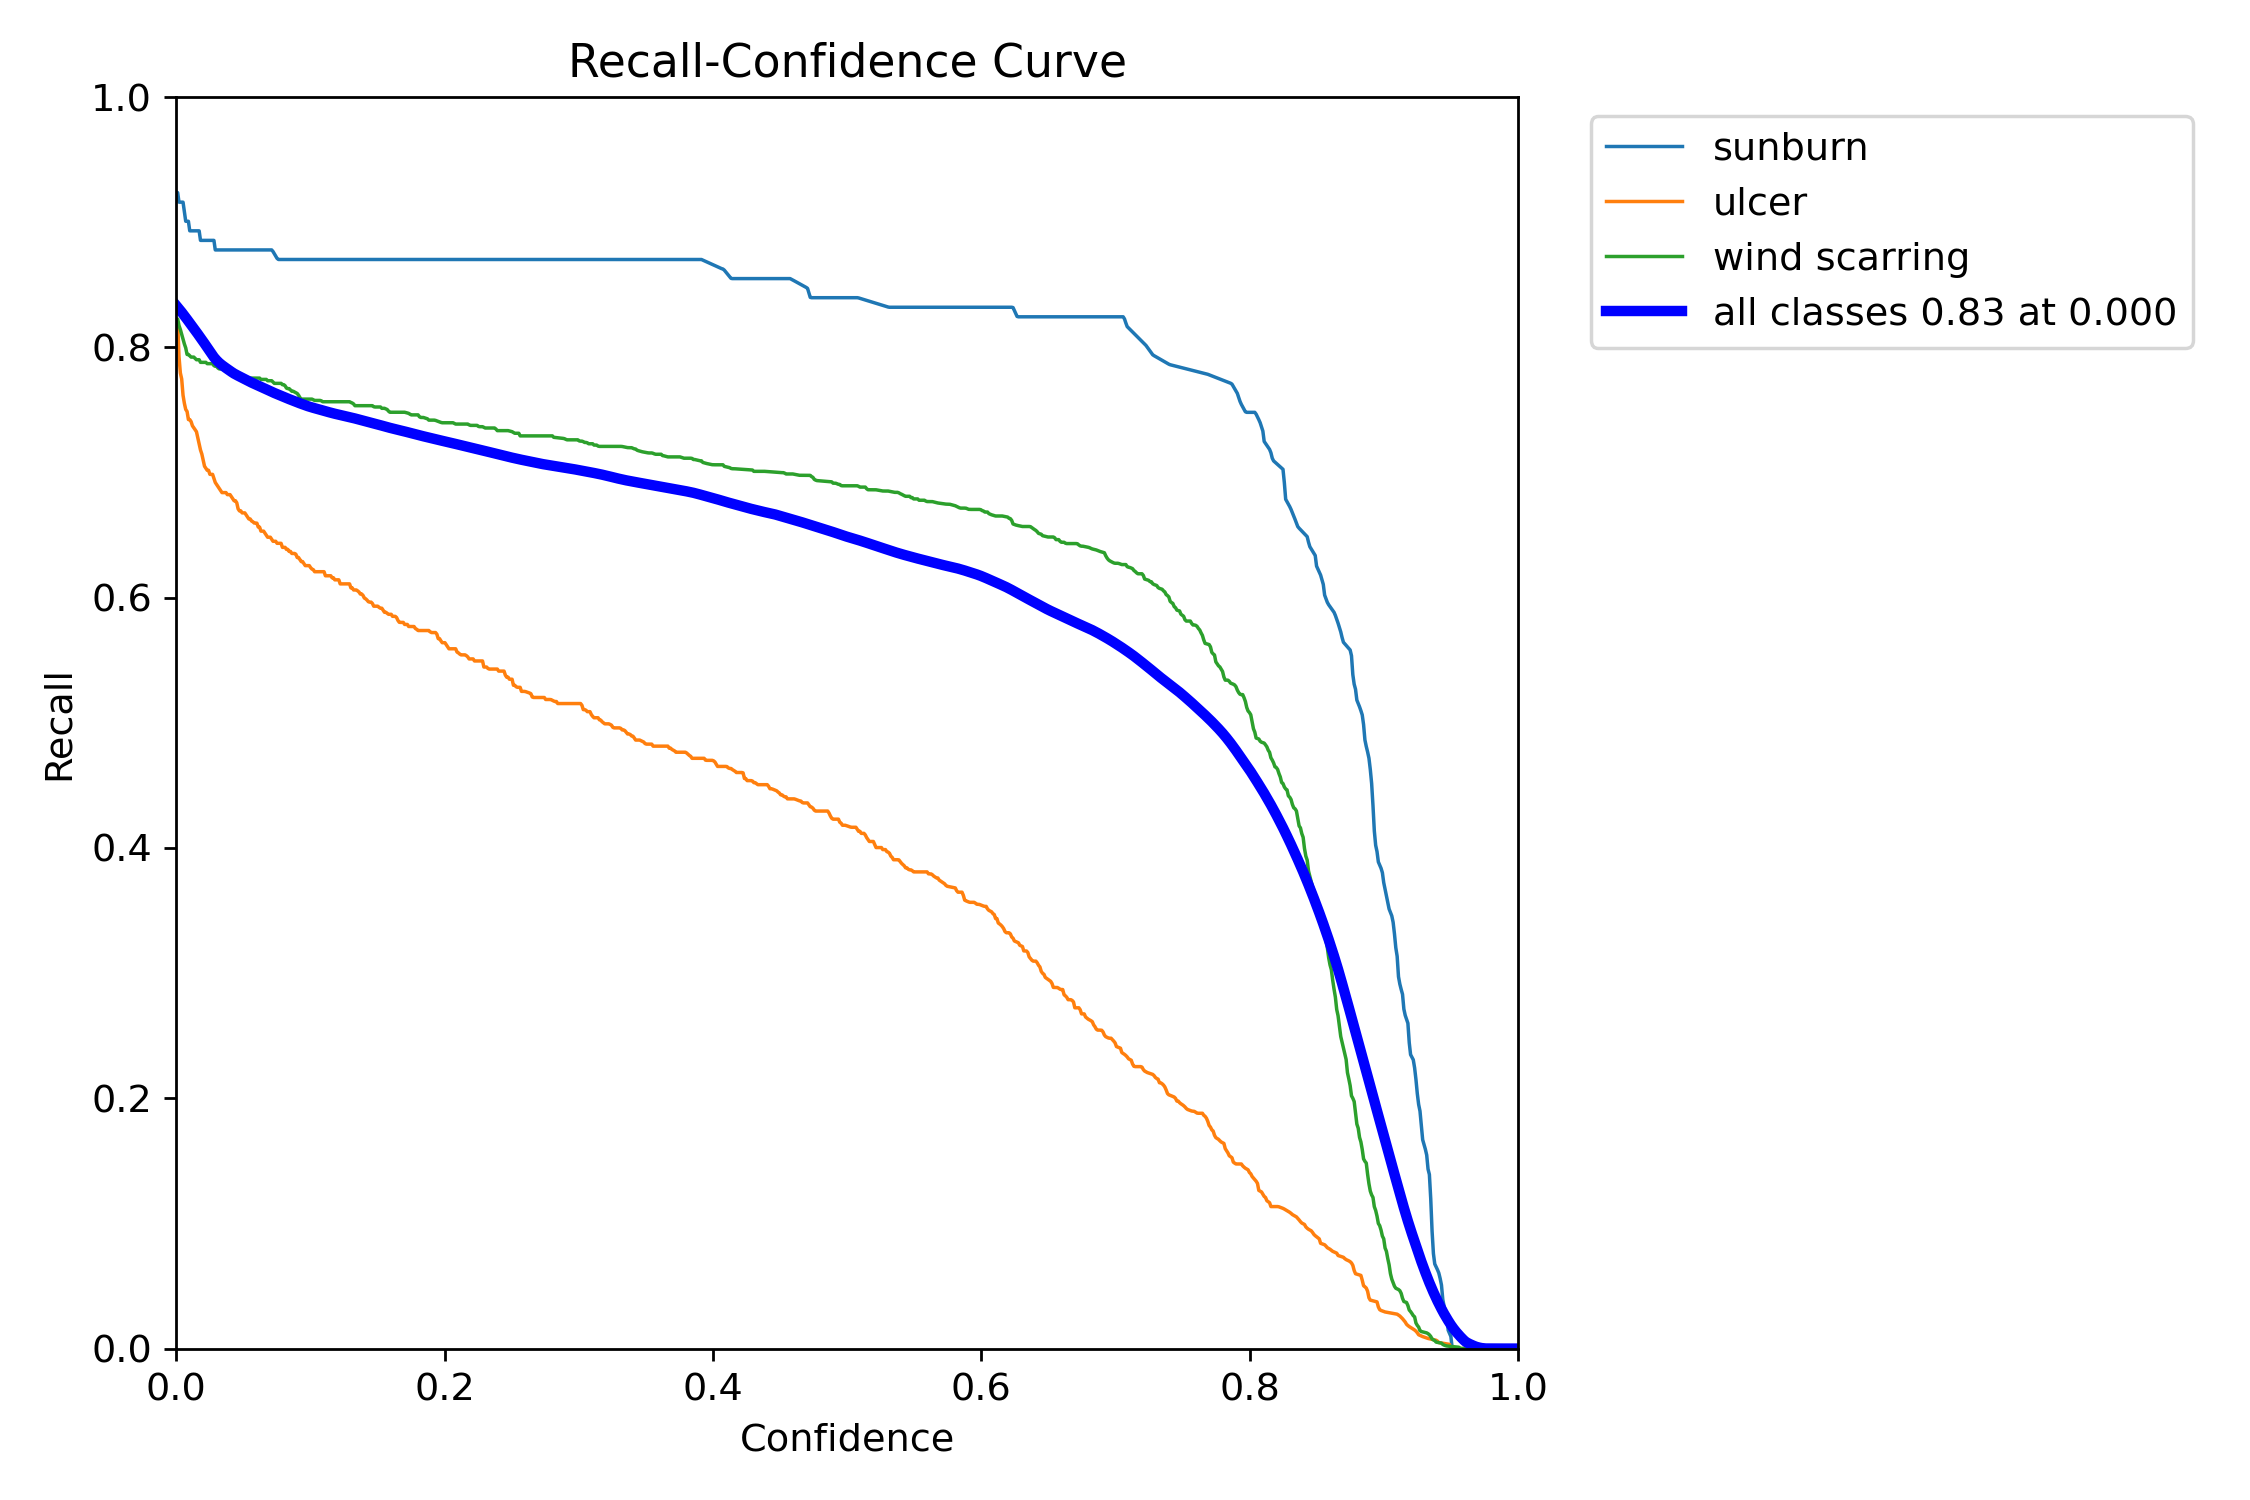 Recall-Confidence Curve
1.0
0.8
0.6
0.4
0.2
0.0
Recall
0.0 0.2 0.4 0.6 0.8 1.0
Confidence
sunburn
ulcer
wind scarring
all classes 0.83 at 0.000